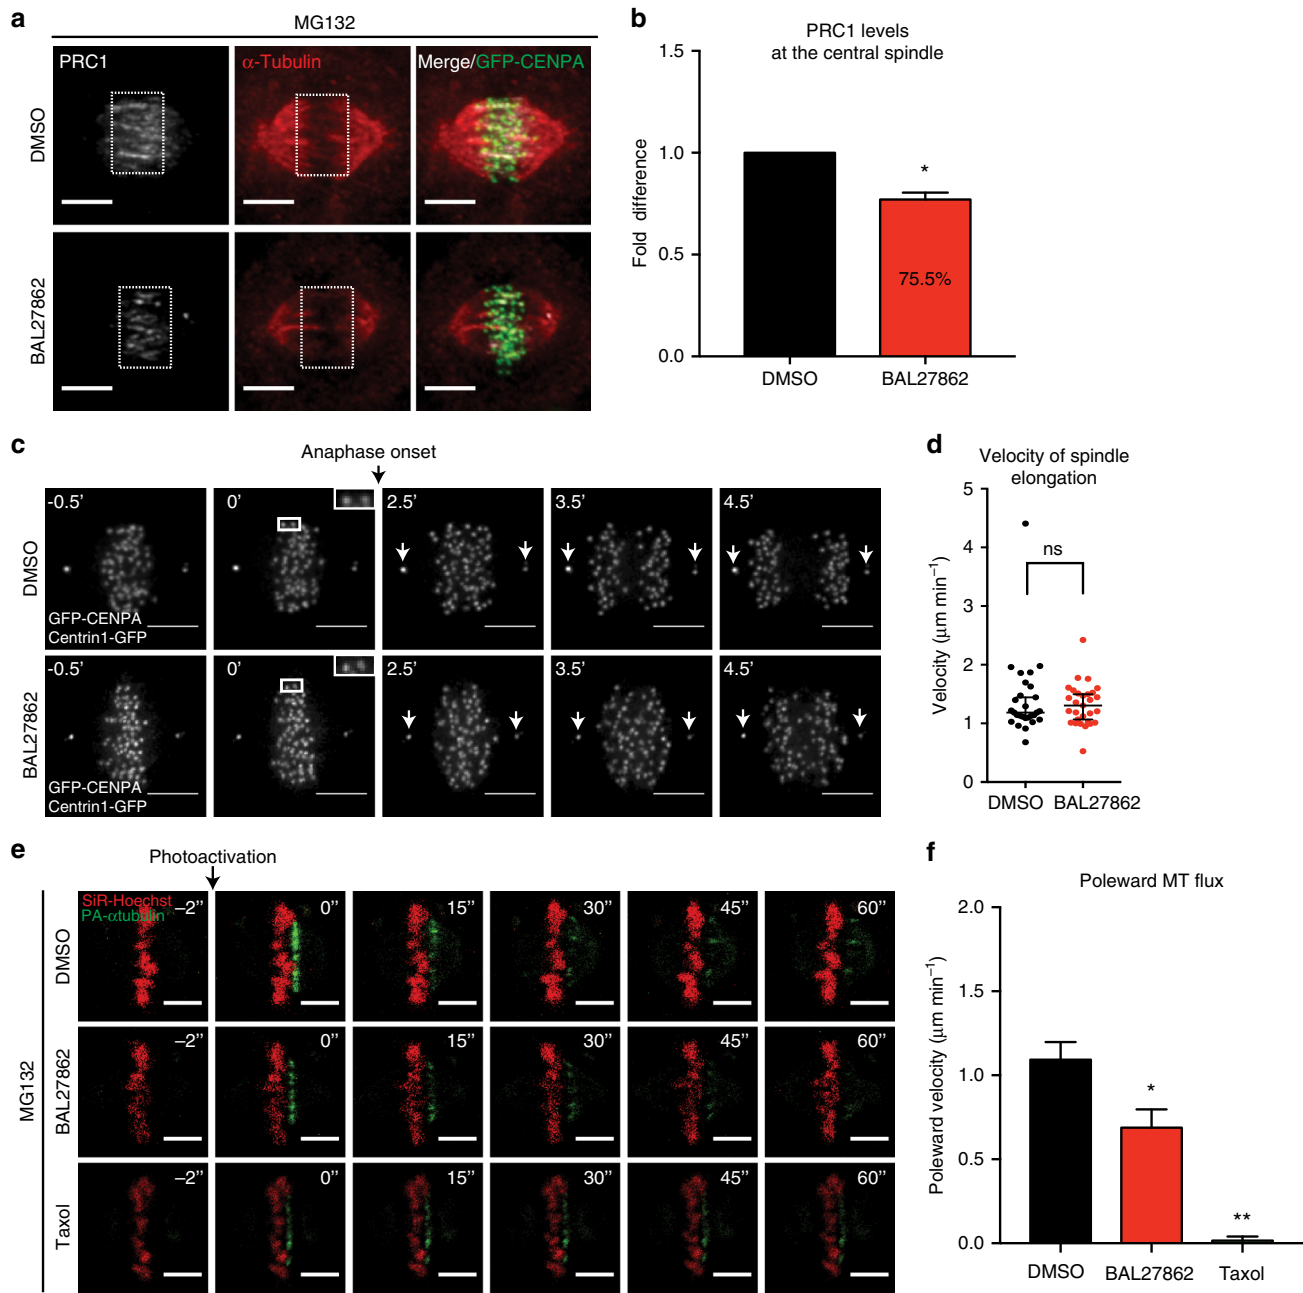 a
MG132
PRC1
α-Tubulin
Merge/GFP-CENPA
DMSO
BAL27862
b
PRC1 levels
at the central spindle
Fold difference
1.5
1.0
0.5
0.0
*
75.5%
DMSO
BAL27862
c
Anaphase onset
-0.5’
0’
2.5’
3.5’
4.5’
DMSO
GFP-CENPA
Centrin1-GFP
-0.5’
0’
2.5’
3.5’
4.5’
BAL27862
GFP-CENPA
Centrin1-GFP
d
Velocity of spindle
elongation
Velocity (μm min⁻¹)
5
4
3
2
1
0
ns
DMSO
BAL27862
e
Photoactivation
MG132
SiR-Hoechst
PA-αtubulin
–2’’
0’’
15’’
30’’
45’’
60’’
DMSO
–2’’
0’’
15’’
30’’
45’’
60’’
BAL27862
–2’’
0’’
15’’
30’’
45’’
60’’
Taxol
f
Poleward MT flux
Poleward velocity (μm min⁻¹)
2.0
1.5
1.0
0.5
0.0
*
**
DMSO
BAL27862
Taxol